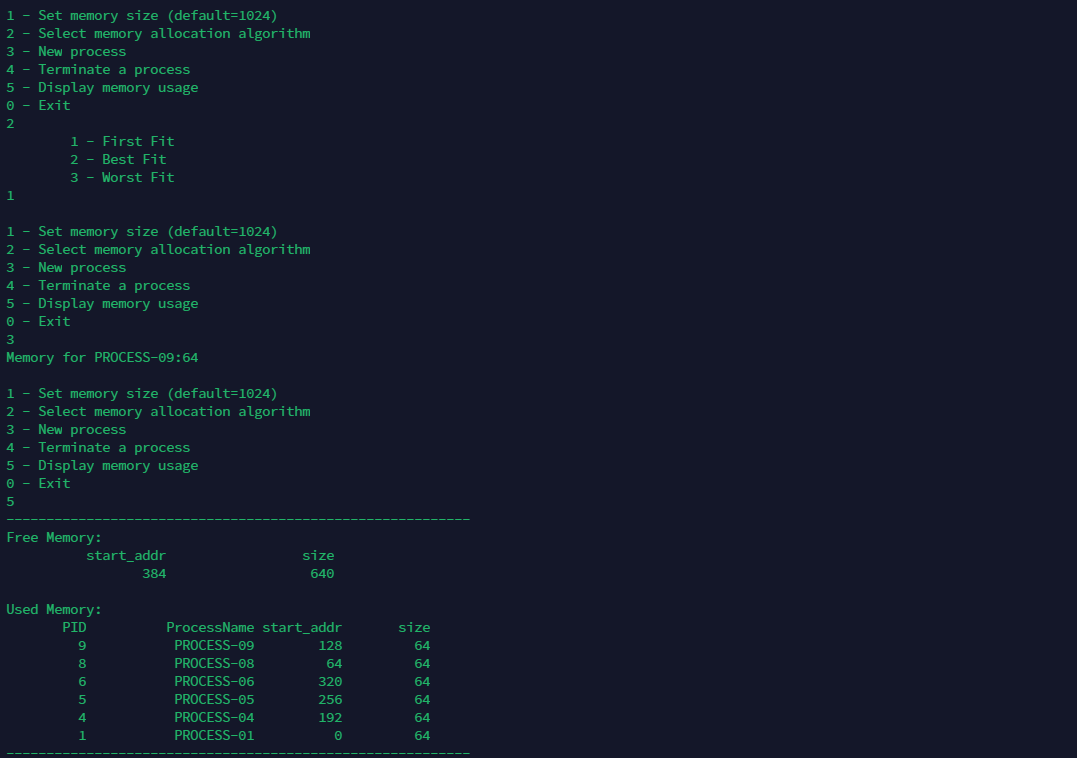 1 - Set memory size (default=1024)
2 - Select memory allocation algorithm
3 - New process
4 - Terminate a process
5 - Display memory usage
0 - Exit
2
        1 - First Fit
        2 - Best Fit
        3 - Worst Fit
1

1 - Set memory size (default=1024)
2 - Select memory allocation algorithm
3 - New process
4 - Terminate a process
5 - Display memory usage
0 - Exit
3
Memory for PROCESS-09:64

1 - Set memory size (default=1024)
2 - Select memory allocation algorithm
3 - New process
4 - Terminate a process
5 - Display memory usage
0 - Exit
5
----------------------------------------------------------
Free Memory:
          start_addr                 size
                 384                  640

Used Memory:
       PID          ProcessName start_addr       size
         9           PROCESS-09        128         64
         8           PROCESS-08         64         64
         6           PROCESS-06        320         64
         5           PROCESS-05        256         64
         4           PROCESS-04        192         64
         1           PROCESS-01          0         64
----------------------------------------------------------